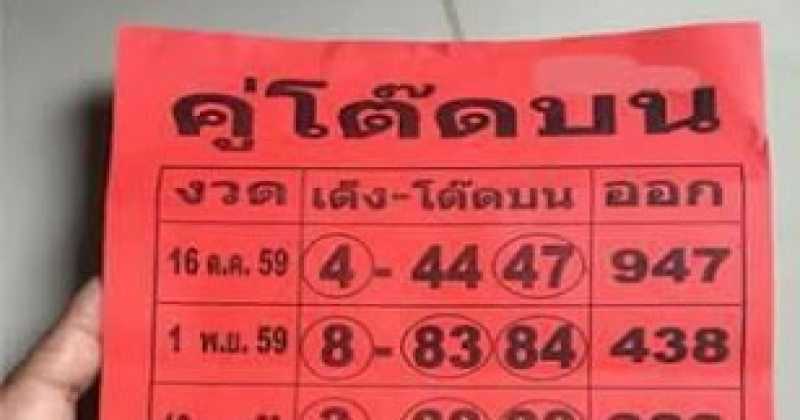 คู่โต๊ดบน
งวด เด็ง-โต๊ดบน ออก
16 ต.ค. 59 4 - 44 47 947
1 พ.ย. 59 8 - 83 84 438